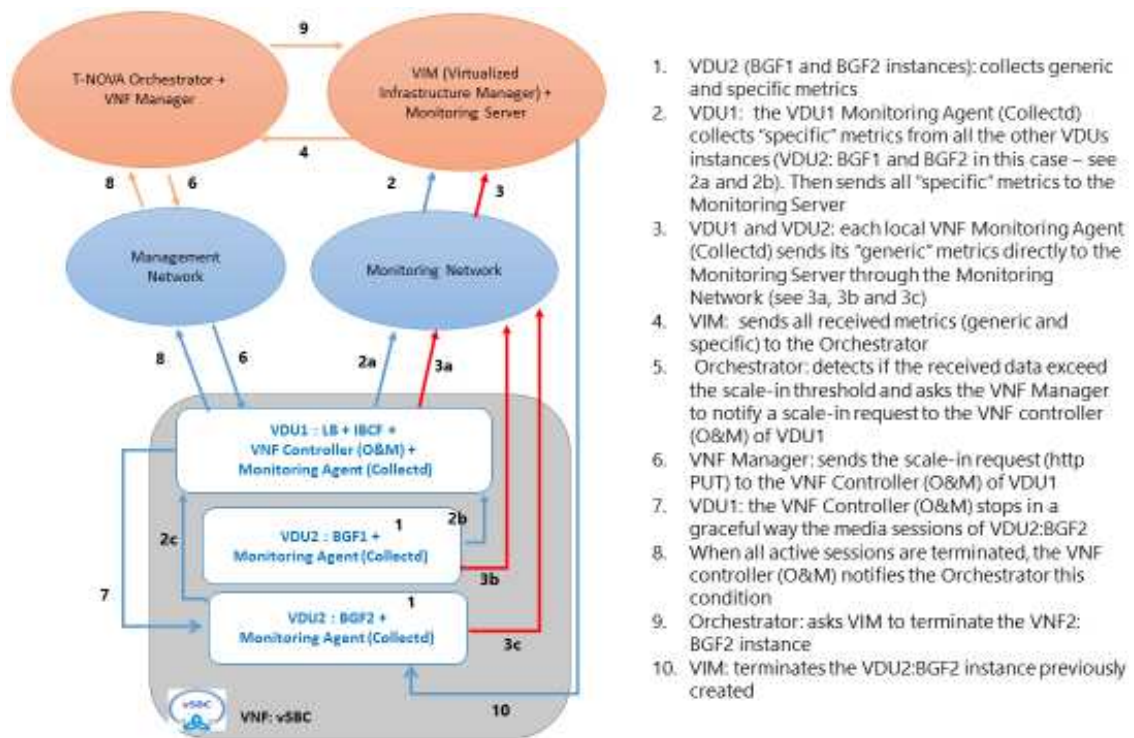 9
T-NOVA Orchestrator +
VNF Manager
VIM (Virtualized
Infrastructure Manager) +
Monitoring Server
4
8
6
2
3
Management
Network
Monitoring Network
8
6
2a
3a
VDU1 : LB + IBCF +
VNF Controller (O&M) +
Monitoring Agent (Collectd)
2c
1
2b
VDU2 : BGF1 +
Monitoring Agent (Collectd)
3b
7
1
VDU2 : BGF2 +
Monitoring Agent (Collectd)
3c
vSBC
VNF: vSBC
10
1. VDU2 (BGF1 and BGF2 instances): collects generic
and specific metrics
2. VDU1: the VDU1 Monitoring Agent (Collectd)
collects “specific” metrics from all the other VDUs
instances (VDU2: BGF1 and BGF2 in this case – see
2a and 2b). Then sends all “specific” metrics to the
Monitoring Server
3. VDU1 and VDU2: each local VNF Monitoring Agent
(Collectd) sends its “generic” metrics directly to the
Monitoring Server through the Monitoring
Network (see 3a, 3b and 3c)
4. VIM: sends all received metrics (generic and
specific) to the Orchestrator
5. Orchestrator: detects if the received data exceed
the scale-in threshold and asks the VNF Manager
to notify a scale-in request to the VNF controller
(O&M) of VDU1
6. VNF Manager: sends the scale-in request (http
PUT) to the VNF Controller (O&M) of VDU1
7. VDU1: the VNF Controller (O&M) stops in a
graceful way the media sessions of VDU2:BGF2
8. When all active sessions are terminated, the VNF
controller (O&M) notifies the Orchestrator this
condition
9. Orchestrator: asks VIM to terminate the VNF2:
BGF2 instance
10. VIM: terminates the VDU2:BGF2 instance previously
created